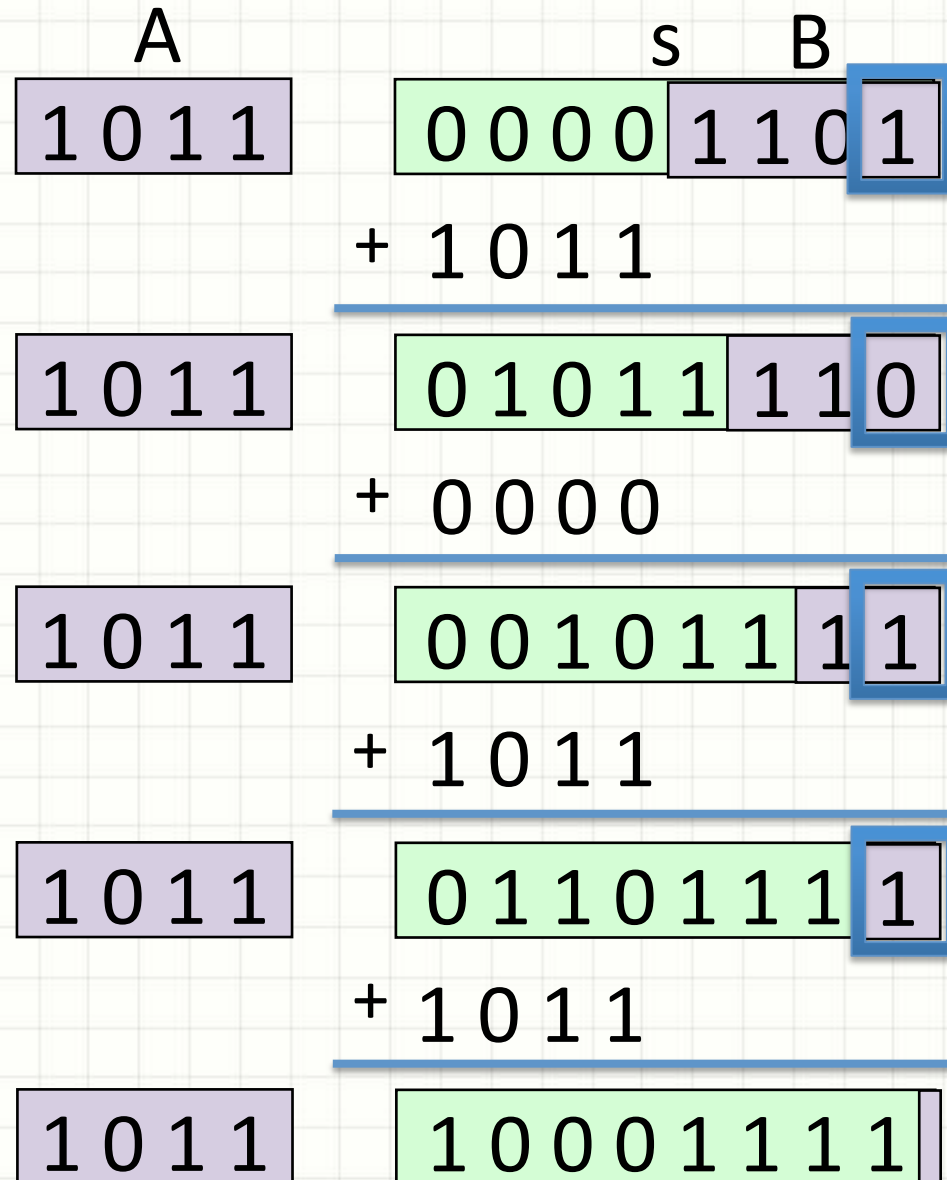 A s B
1 0 1 1 0 0 0 0 1 1 0 1
+ 1 0 1 1
1 0 1 1 0 1 0 1 1 1 1 0
+ 0 0 0 0
1 0 1 1 0 0 1 0 1 1 1 1
+ 1 0 1 1
1 0 1 1 0 1 1 0 1 1 1 1
+ 1 0 1 1
1 0 1 1 1 0 0 0 1 1 1 1